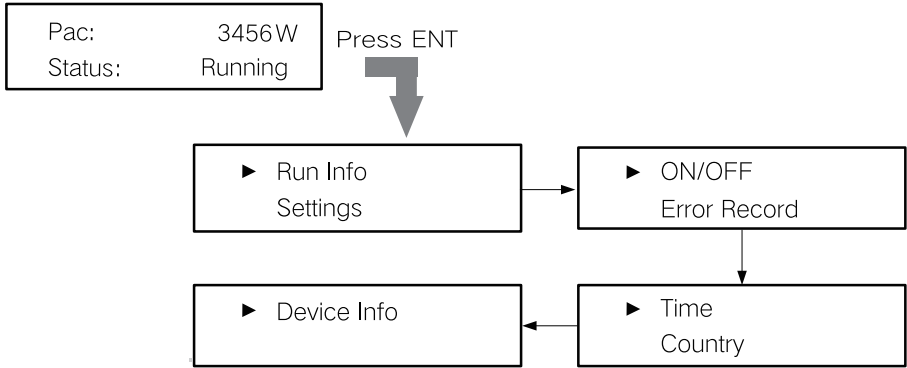 Pac: 3456W
Status: Running
Press ENT
► Run Info
Settings
► ON/OFF
Error Record
► Device Info
► Time
Country